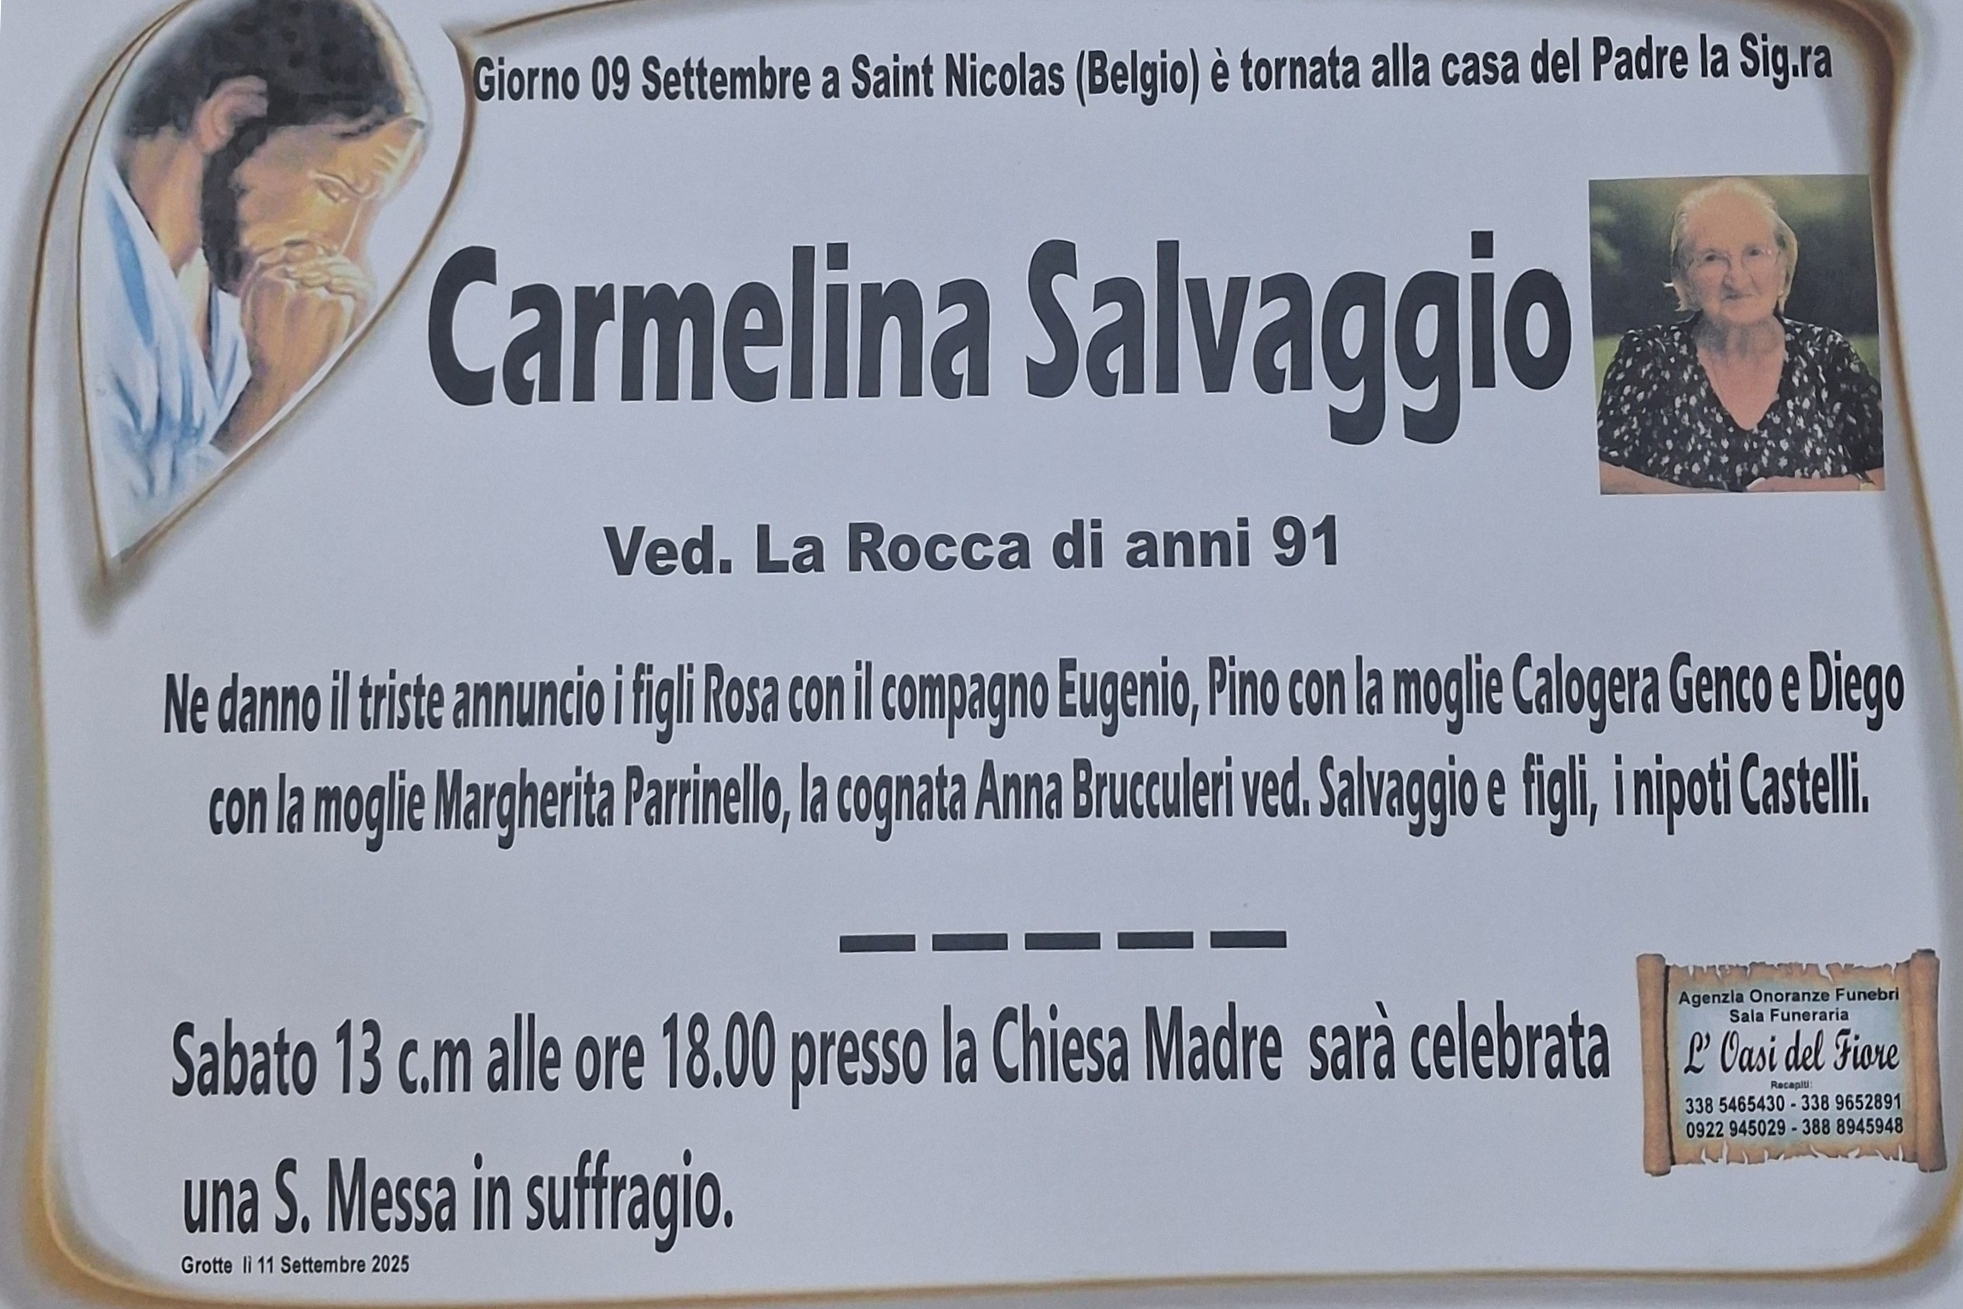 Giorno 09 Settembre a Saint Nicolas (Belgio) è tornata alla casa del Padre la Sig.ra
Carmelina Salvaggio
Ved. La Rocca di anni 91
Ne danno il triste annuncio i figli Rosa con il compagno Eugenio, Pino con la moglie Calogera Genco e Diego
con la moglie Margherita Parrinello, la cognata Anna Brucculeri ved. Salvaggio e figli, i nipoti Castelli.
Sabato 13 c.m alle ore 18.00 presso la Chiesa Madre sarà celebrata
una S. Messa in suffragio.
Grotte lì 11 Settembre 2025
Agenzia Onoranze Funebri
Sala Funeraria
L' Oasi del Fiore
Recapiti:
338 5465430 - 338 9652891
0922 945029 - 388 8945948